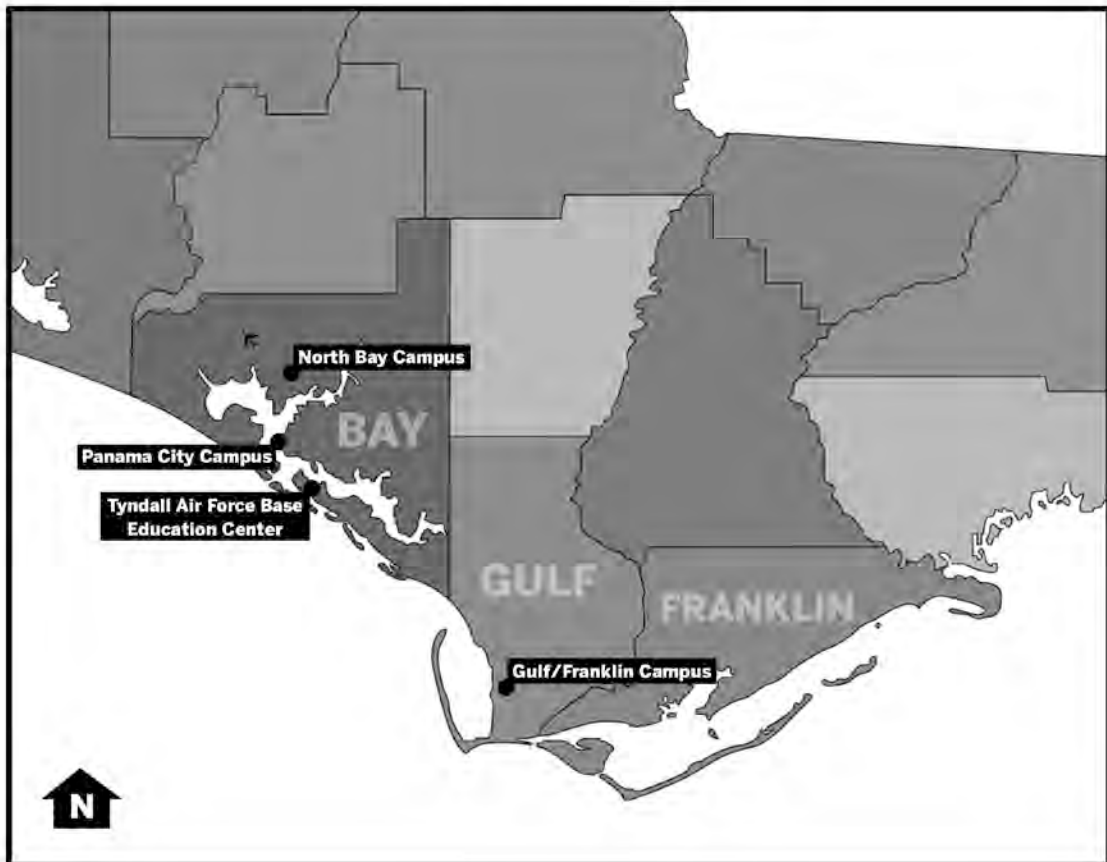 North Bay Campus
BAY
Panama City Campus
Tyndall Air Force Base
Education Center
GULF
FRANKLIN
Gulf/Franklin Campus
N